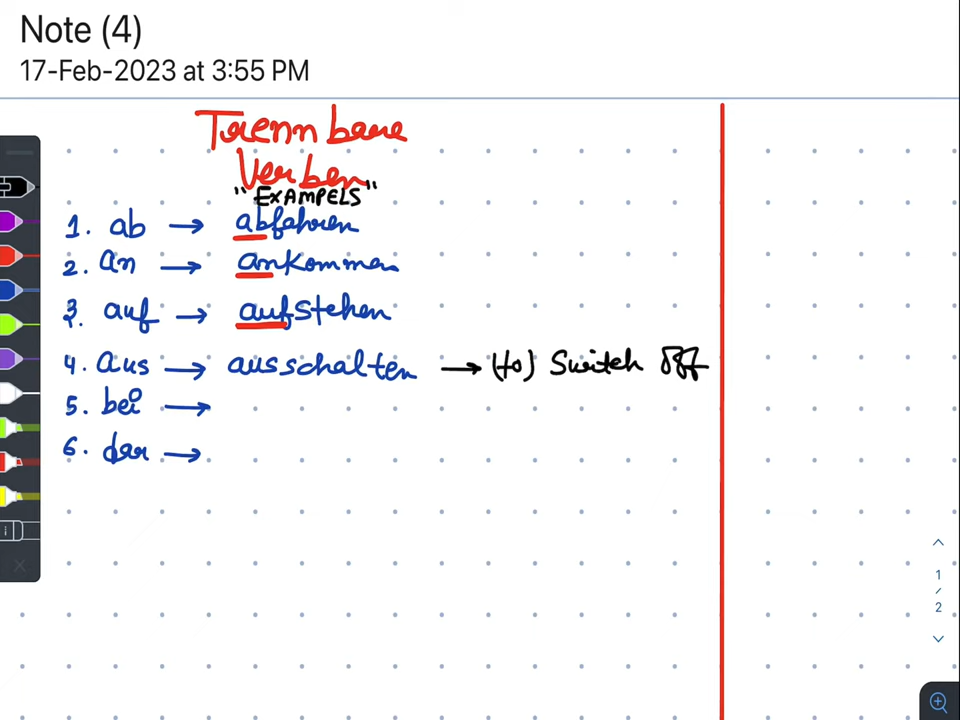 Note (4)
17-Feb-2023 at 3:55 PM
Trennbare
Verben
"EXAMPELS"
1. ab → abfahren
2. An → ankommen
3. auf → aufstehen
4. Aus → ausschalten → (to) Switch Off
5. bei →
6. dar →
1
/
2